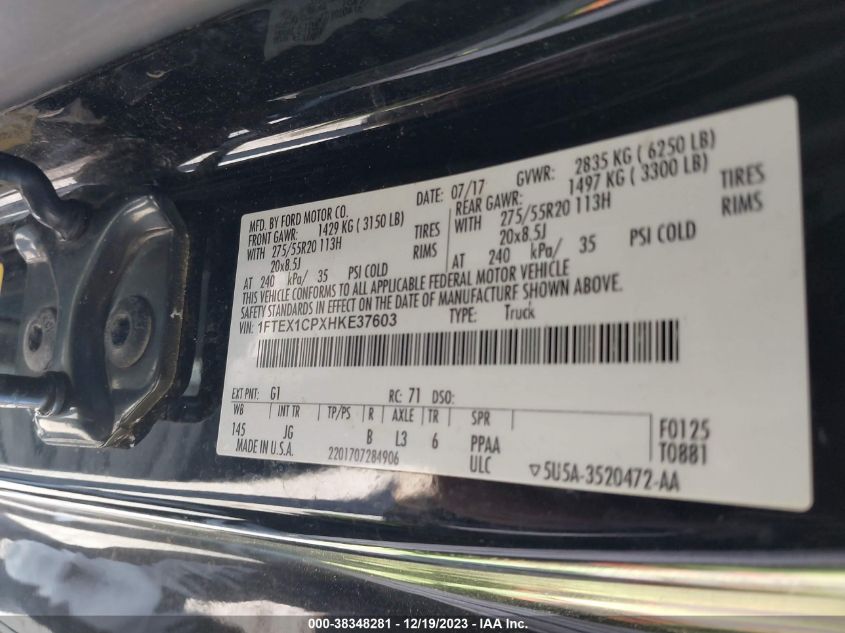 MFD. BY FORD MOTOR CO.
DATE: 07/17 GVWR: 2835 KG ( 6250 LB)
FRONT GAWR: 1429 KG ( 3150 LB)
WITH 275/55R20 113H TIRES
20x8.5J RIMS
AT 240 kPa/ 35 PSI COLD
REAR GAWR: 1497 KG ( 3300 LB)
WITH 275/55R20 113H TIRES
20x8.5J RIMS
AT 240 kPa/ 35 PSI COLD
THIS VEHICLE CONFORMS TO ALL APPLICABLE FEDERAL MOTOR VEHICLE
SAFETY STANDARDS IN EFFECT ON THE DATE OF MANUFACTURE SHOWN ABOVE.
VIN: 1FTEX1CPXHKE37603 TYPE: Truck
EXT PNT: G1 RC: 71 DSO:
WB INT TR TP/PS R AXLE TR SPR
145 JG B L3 6 PPAA F0125
MADE IN U.S.A. 2201707284906 ULC T0881
▽5U5A-3520472-AA
000-38348281 - 12/19/2023 - IAA Inc.